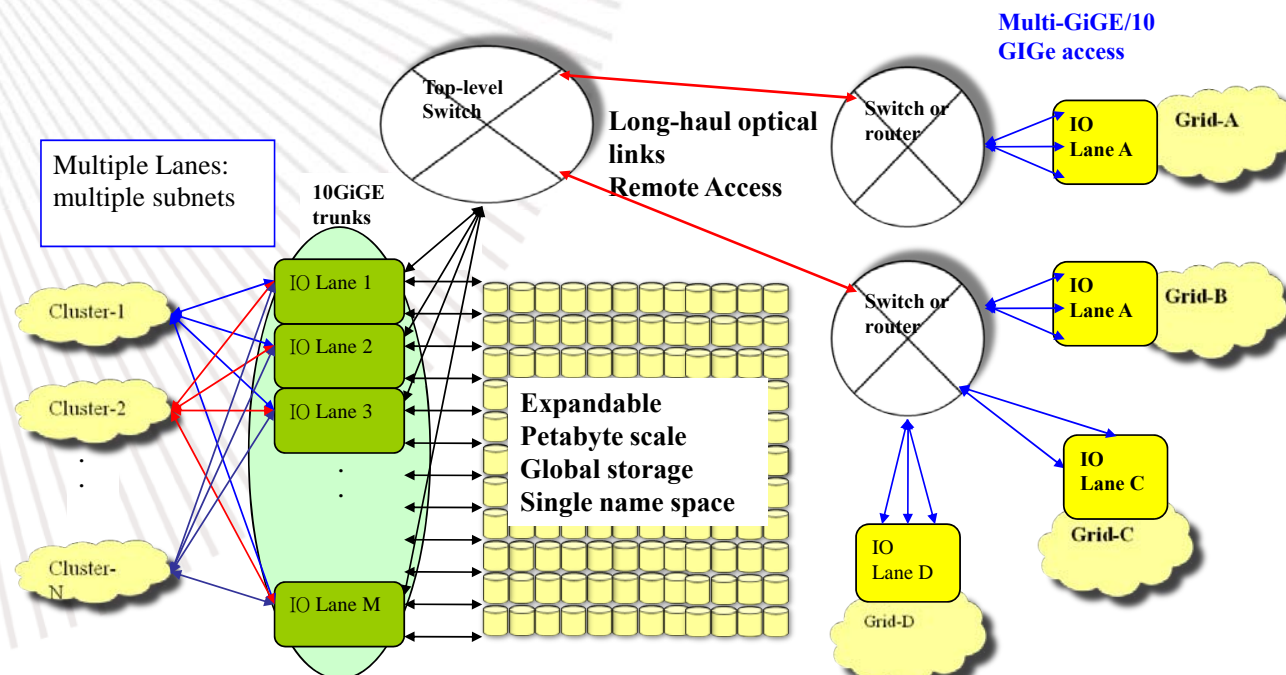 Multi-GiGE/10
GIGe access
Top-level
Switch
Switch or
router
IO
Lane A
Grid-A
Long-haul optical
links
Remote Access
Multiple Lanes:
multiple subnets
10GiGE
trunks
IO Lane 1
IO Lane 2
IO Lane 3
.
.
IO Lane M
Cluster-1
Cluster-2
.
.
Cluster-
N
Expandable
Petabyte scale
Global storage
Single name space
Switch or
router
IO
Lane A
Grid-B
IO
Lane C
Grid-C
IO
Lane D
Grid-D